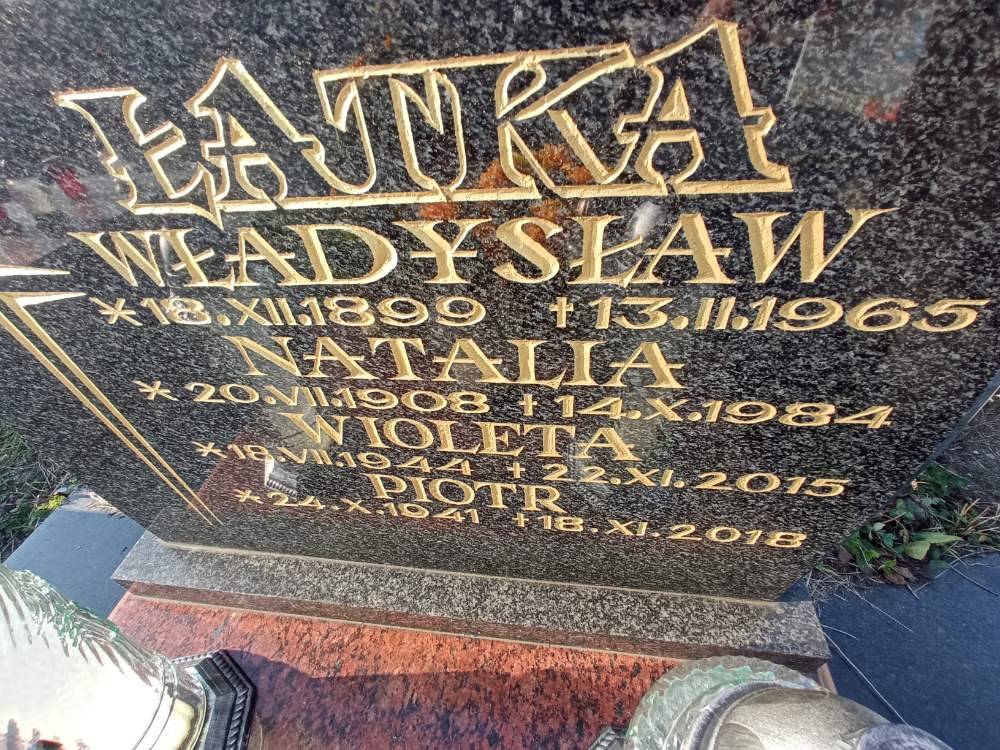 ŁATKA
WŁADYSŁAW
* 18.XII.1899 † 13.II.1965
NATALIA
* 20.VII.1908 † 14.X.1984
WIOLETA
* 18.VII.1944 † 22.XI.2015
PIOTR
* 24.X.1941 † 18.XI.2018